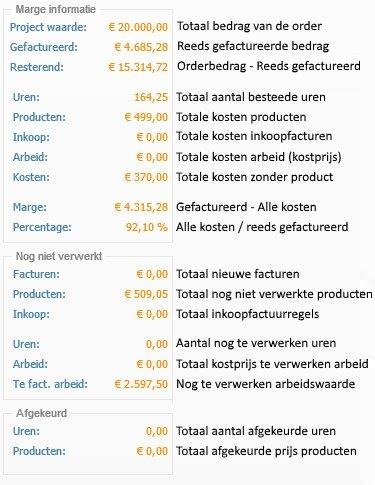 Marge informatie
Project waarde: € 20.000,00 Totaal bedrag van de order
Gefactureerd: € 4.685,28 Reeds gefactureerde bedrag
Resterend: € 15.314,72 Orderbedrag - Reeds gefactureerd
Uren: 164,25 Totaal aantal bestede uren
Producten: € 499,00 Totale kosten producten
Inkoop: € 0,00 Totale kosten inkoopfacturen
Arbeid: € 0,00 Totale kosten arbeid (kostprijs)
Kosten: € 370,00 Totale kosten zonder product
Marge: € 4.315,28 Gefactureerd - Alle kosten
Percentage: 92,10 % Alle kosten / reeds gefactureerd
Nog niet verwerkt
Facturen: € 0,00 Totaal nieuwe facturen
Producten: € 509,05 Totaal nog niet verwerkte producten
Inkoop: € 0,00 Totaal inkoopfactuurregels
Uren: 0,00 Aantal nog te verwerken uren
Arbeid: € 0,00 Totaal kostprijs te verwerken arbeid
Te fact. arbeid: € 2.597,50 Nog te verwerken arbeidswaarde
Afgekeurd
Uren: 0,00 Totaal aantal afgekeurde uren
Producten: 0,00 Totaal afgekeurde prijs producten